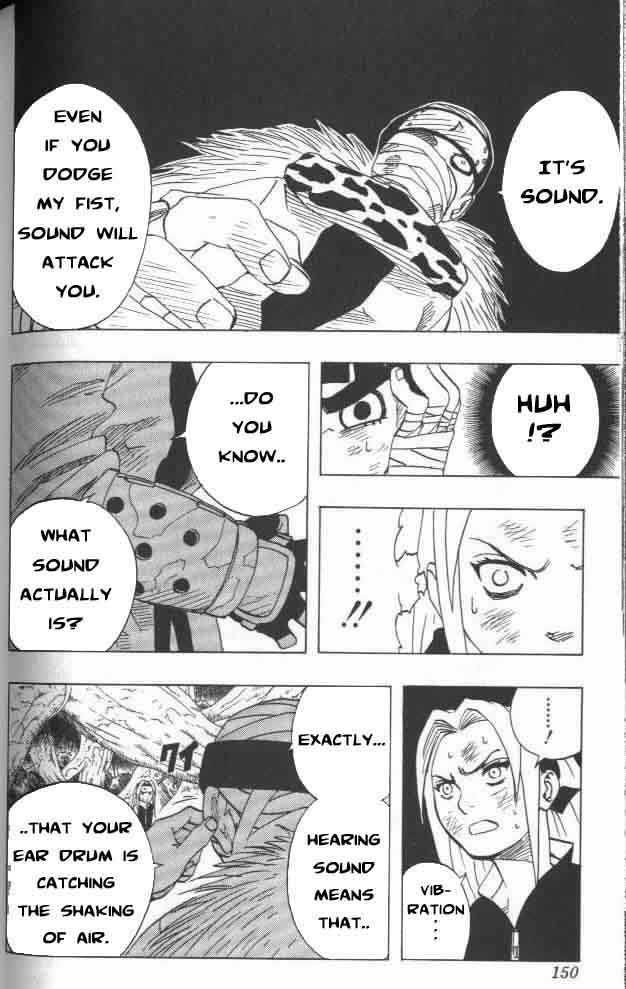 IT'S
SOUND.
EVEN
IF YOU
DODGE
MY FIST,
SOUND WILL
ATTACK
YOU.
HUH
!?
...DO
YOU
KNOW..
WHAT
SOUND
ACTUALLY
IS?
......!!
......
VIB-
RATION
...
EXACTLY...
HEARING
SOUND
MEANS
THAT..
クイ
..THAT YOUR
EAR DRUM IS
CATCHING
THE SHAKING
OF AIR.
150